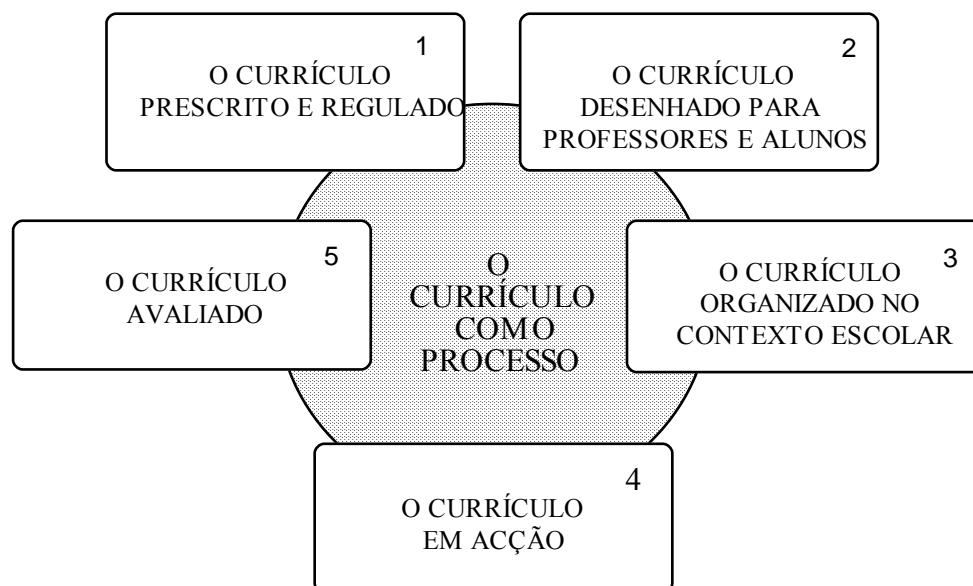 1
O CURRÍCULO
PRESCRITO E REGULADO
2
O CURRÍCULO
DESENHADO PARA
PROFESSORES E ALUNOS
3
O CURRÍCULO
ORGANIZADO NO
CONTEXTO ESCOLAR
4
O CURRÍCULO
EM ACÇÃO
5
O CURRÍCULO
AVALIADO
O
CURRÍCULO
COMO
PROCESSO